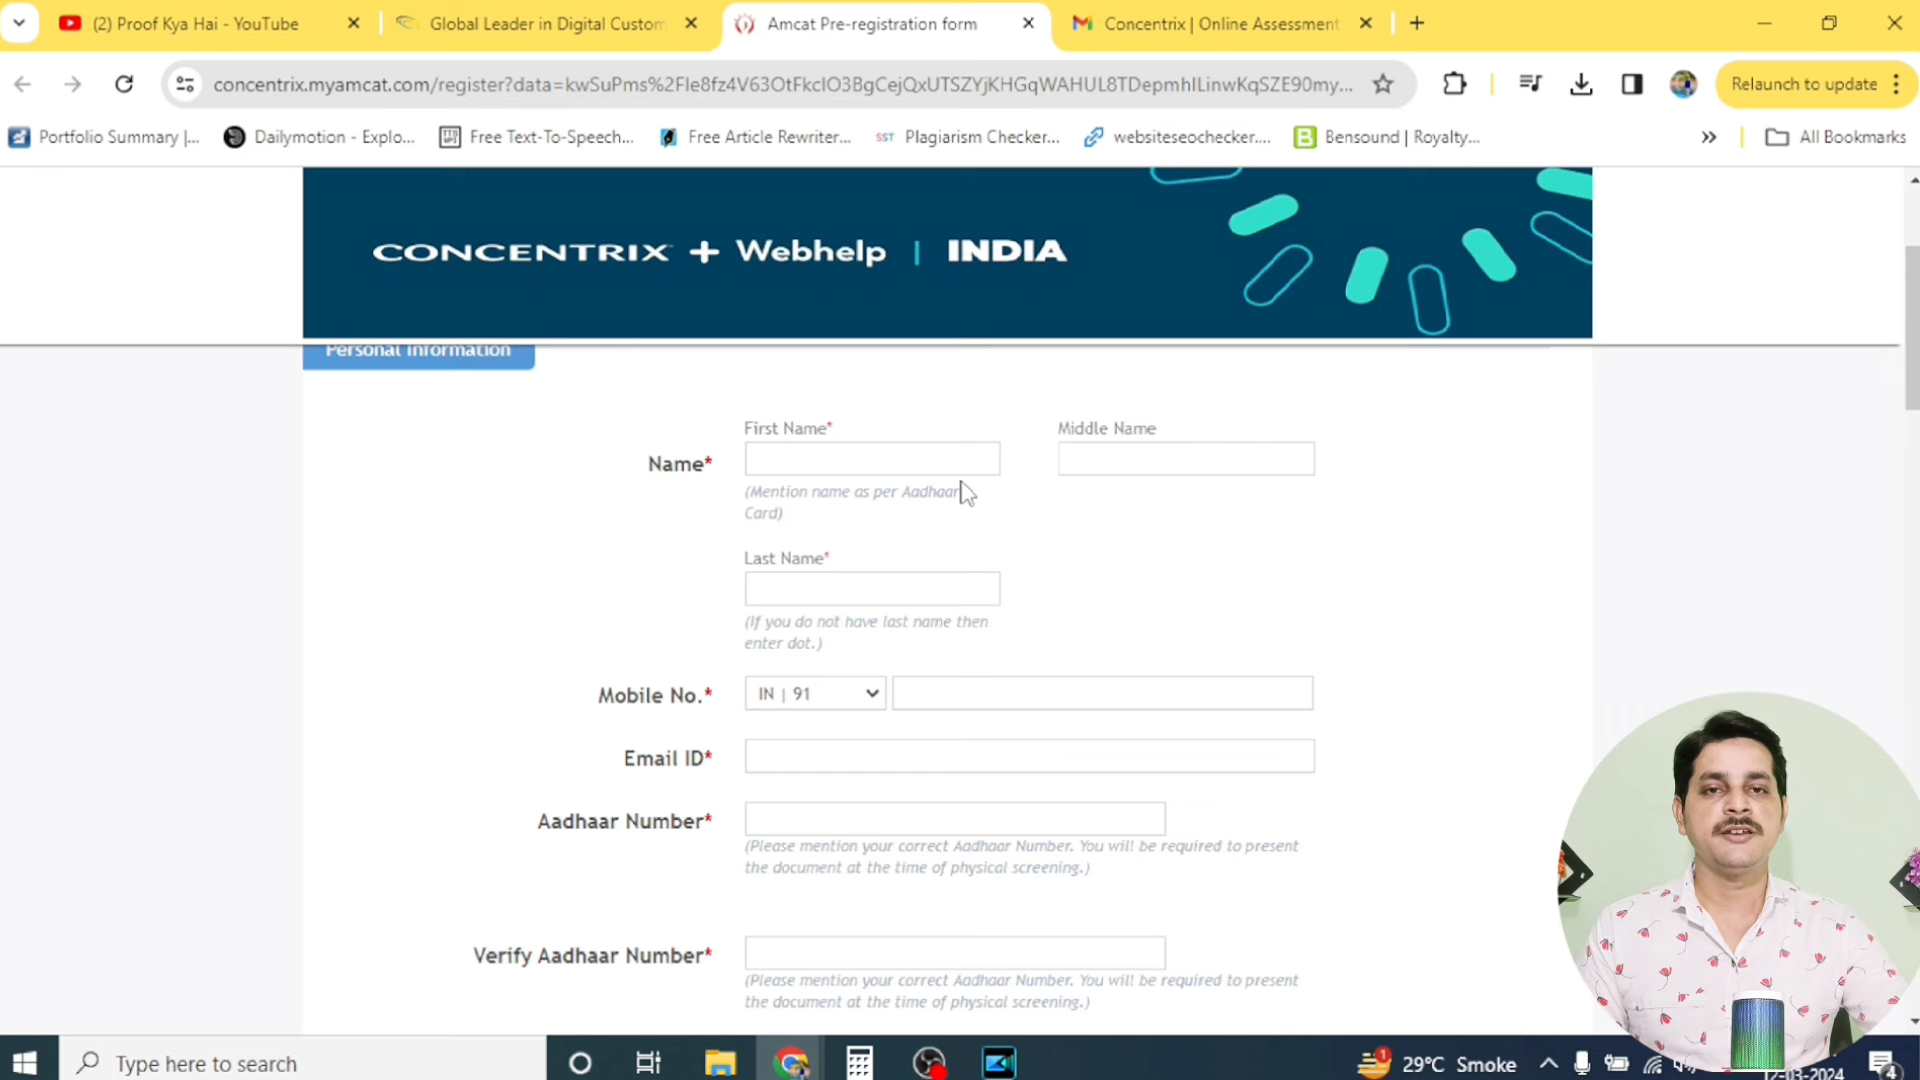 (2) Proof Kya Hai - YouTube
Global Leader in Digital Custom
Amcat Pre-registration form
Concentrix | Online Assessment
concentrix.myamcat.com/register?data=kwSuPms%2FIe8fz4V63OtFkclO3BgCejQxUTSZYjKHGqWAHUL8TDepmhlLinwKqSZE90my...
Relaunch to update
Portfolio Summary |...
Dailymotion - Explo...
Free Text-To-Speech...
Free Article Rewriter...
SST
Plagiarism Checker...
websiteseochecker....
Bensound | Royalty...
All Bookmarks
CONCENTRIX + Webhelp | INDIA
Personal Information
First Name*
Middle Name
Name*
(Mention name as per Aadhaar
Card)
Last Name*
(If you do not have last name then
enter dot.)
Mobile No.*
IN | 91
Email ID*
Aadhaar Number*
(Please mention your correct Aadhaar Number. You will be required to present
the document at the time of physical screening.)
Verify Aadhaar Number*
(Please mention your correct Aadhaar Number. You will be required to present
the document at the time of physical screening.)
Type here to search
1
29°C Smoke
12-03-2024
4